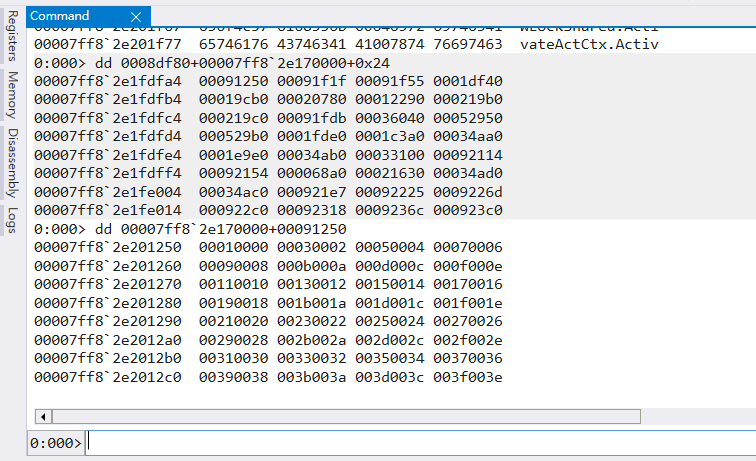 Command
Registers
Memory
Disassembly
Logs
00007ff8`2e201f77 65746176 43746341 41007874 76697463 vateActCtx.Activ
0:000> dd 0008df80+00007ff8`2e170000+0x24
00007ff8`2e1fdfa4 00091250 00091f1f 00091f55 0001df40
00007ff8`2e1fdfb4 00019cb0 00020780 00012290 000219b0
00007ff8`2e1fdfc4 000219c0 00091fdb 00036040 00052950
00007ff8`2e1fdfd4 000529b0 0001fde0 0001c3a0 00034aa0
00007ff8`2e1fdfe4 0001e9e0 00034ab0 00033100 00092114
00007ff8`2e1fdff4 00092154 000068a0 00021630 00034ad0
00007ff8`2e1fe004 00034ac0 000921e7 00092225 0009226d
00007ff8`2e1fe014 000922c0 00092318 0009236c 000923c0
0:000> dd 00007ff8`2e170000+00091250
00007ff8`2e201250 00010000 00030002 00050004 00070006
00007ff8`2e201260 00090008 000b000a 000d000c 000f000e
00007ff8`2e201270 00110010 00130012 00150014 00170016
00007ff8`2e201280 00190018 001b001a 001d001c 001f001e
00007ff8`2e201290 00210020 00230022 00250024 00270026
00007ff8`2e2012a0 00290028 002b002a 002d002c 002f002e
00007ff8`2e2012b0 00310030 00330032 00350034 00370036
00007ff8`2e2012c0 00390038 003b003a 003d003c 003f003e
0:000>